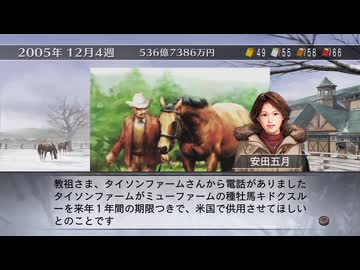 2005年 12月4週
536億7386万円
49 55 58 66
安田五月
教祖さま、タイソンファームさんから電話がありました
タイソンファームがミューファームの種牡馬キドクスル
ーを来年１年間の期限つきで、米国で供用させてほしい
とのことです